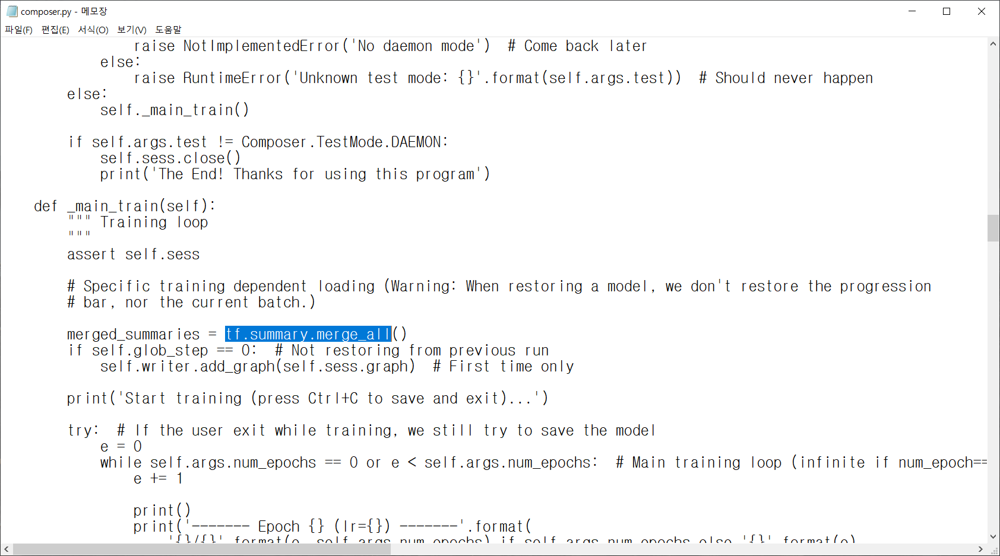 composer.py - 메모장
파일(F) 편집(E) 서식(O) 보기(V) 도움말
            raise NotImplementedError('No daemon mode')  # Come back later
        else:
            raise RuntimeError('Unknown test mode: {}'.format(self.args.test))  # Should never happen
    else:
        self._main_train()

    if self.args.test != Composer.TestMode.DAEMON:
        self.sess.close()
        print('The End! Thanks for using this program')

def _main_train(self):
    """ Training loop
    """
    assert self.sess

    # Specific training dependent loading (Warning: When restoring a model, we don't restore the progression
    # bar, nor the current batch.)

    merged_summaries = tf.summary.merge_all()
    if self.glob_step == 0:  # Not restoring from previous run
        self.writer.add_graph(self.sess.graph)  # First time only

    print('Start training (press Ctrl+C to save and exit)...')

    try:  # If the user exit while training, we still try to save the model
        e = 0
        while self.args.num_epochs == 0 or e < self.args.num_epochs:  # Main training loop (infinite if num_epoch==
            e += 1

            print()
            print('------- Epoch {} (lr={}) -------'.format(
                '{}/{}'.format(e, self.args.num_epochs) if self.args.num_epochs else '{}'.format(e),